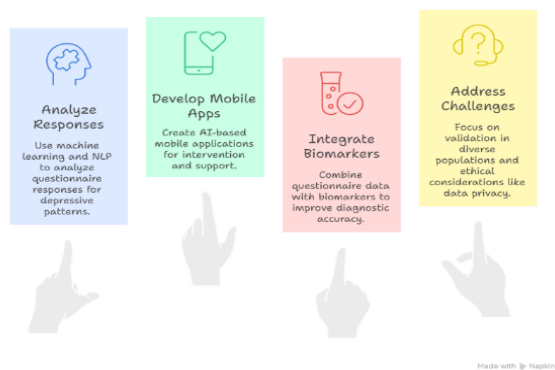 Analyze
Responses
Use machine
learning and NLP
to analyze
questionnaire
responses for
depressive
patterns.
Develop Mobile
Apps
Create AI-based
mobile applications
for intervention
and support.
Integrate
Biomarkers
Combine
questionnaire data
with biomarkers to
improve diagnostic
accuracy.
Address
Challenges
Focus on
validation in
diverse
populations and
ethical
considerations like
data privacy.
Made with Napkin